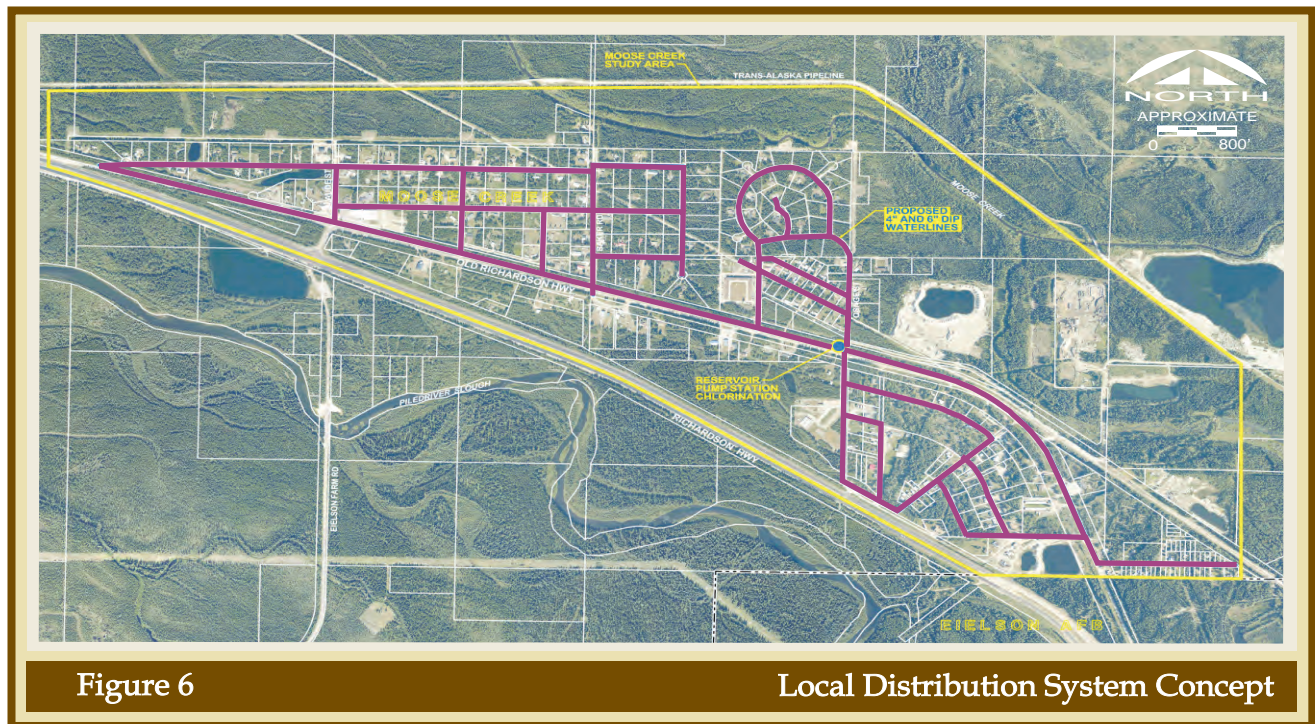 MOOSE CREEK
STUDY AREA
TRANS-ALASKA PIPELINE
NORTH
APPROXIMATE
0 800'
MOOSE CREEK
MOOSE CREEK
PROPOSED
4" AND 6" DIP
WATERLINES
OLD RICHARDSON HWY
RESERVOIR
PUMP STATION
CHLORINATION
PILEDRIVER SLOUGH
RICHARDSON HWY
EIELSON FARM RD
EIELSON AFB
Figure 6
Local Distribution System Concept